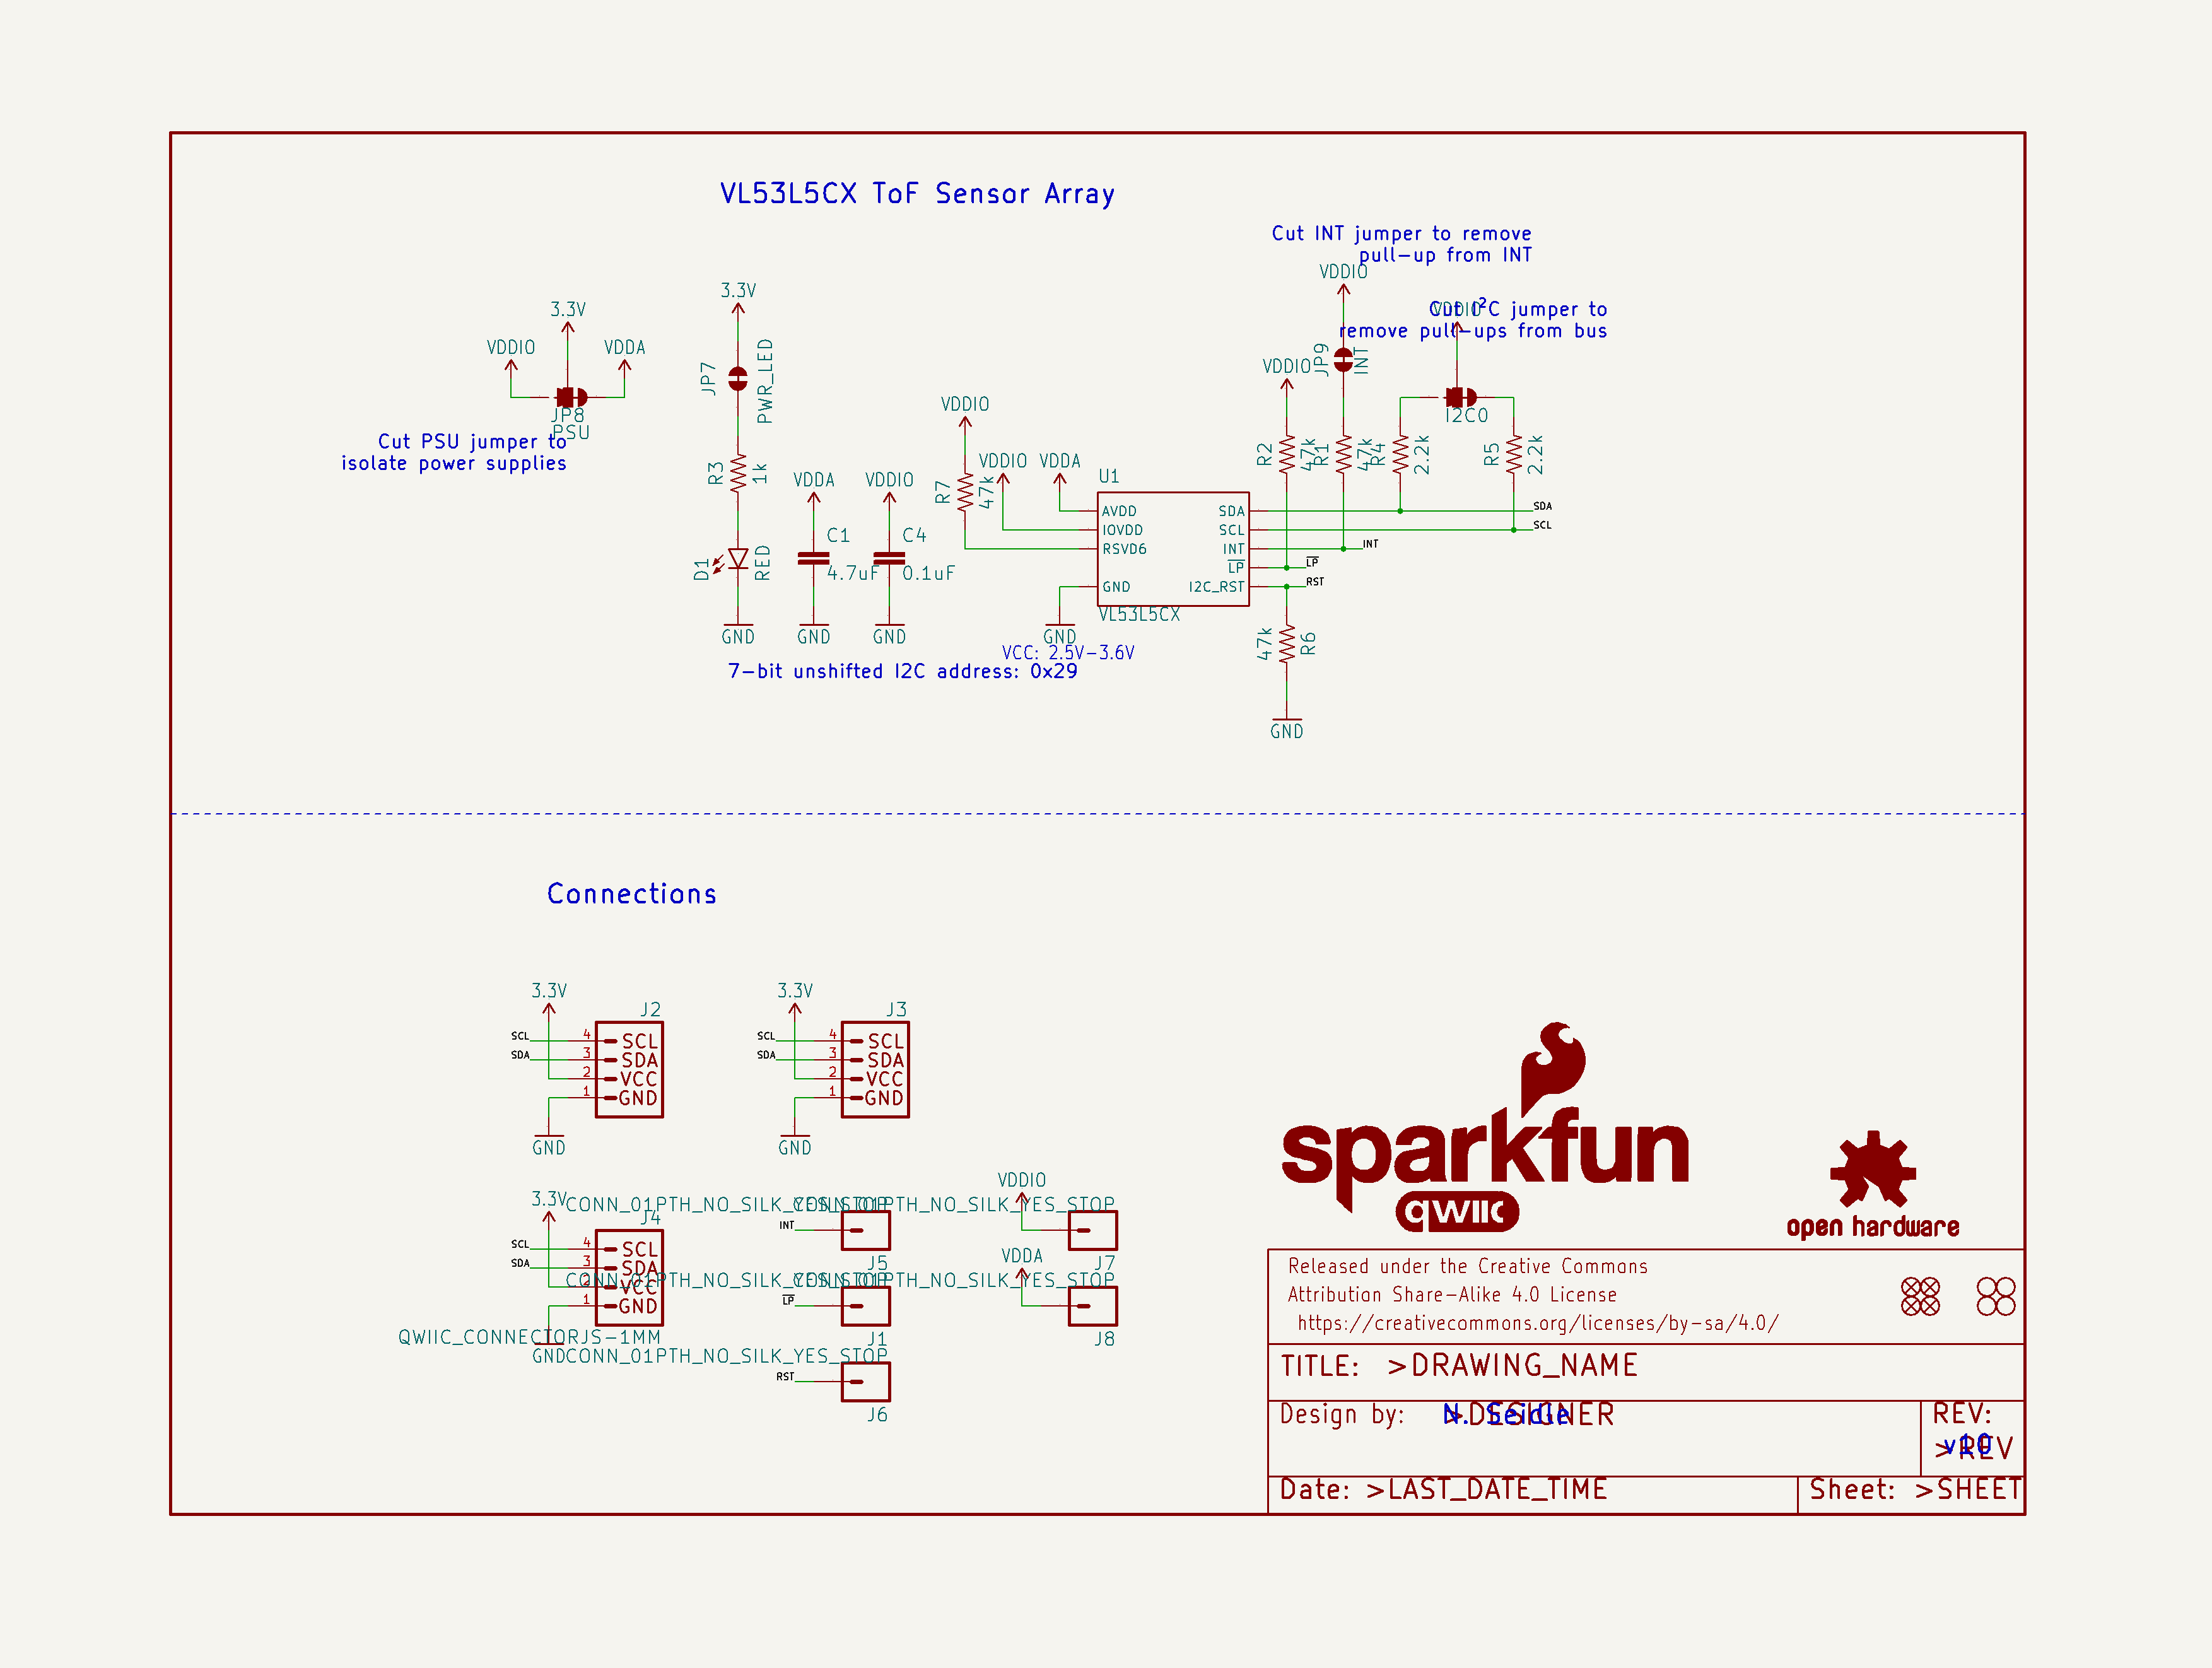 VL53L5CX ToF Sensor Array
Cut INT jumper to remove
pull-up from INT
VDDIO
Cut I²C jumper to
remove pull-ups from bus
VDDIO
3.3V
VDDIO
VDDA
JP8
PSU
Cut PSU jumper to
isolate power supplies
3.3V
JP7
PWR_LED
R3
1k
D1
RED
GND
VDDA
C1
4.7uF
GND
VDDIO
C4
0.1uF
GND
VDDIO
R7
47k
VDDIO
VDDA
U1
AVDD
IOVDD
RSVD6
GND
SDA
SCL
INT
LP
I2C_RST
VL53L5CX
GND
VCC: 2.5V-3.6V
7-bit unshifted I2C address: 0x29
VDDIO
R2
47k
JP9
INT
R1
47k
I2C0
R4
2.2k
R5
2.2k
SDA
SCL
INT
LP
RST
47k
R6
GND
Connections
3.3V
J2
SCL
SDA
4
3
2
1
SCL
SDA
VCC
GND
GND
3.3V
J3
SCL
SDA
4
3
2
1
SCL
SDA
VCC
GND
GND
3.3V
J4
SCL
SDA
4
3
2
1
SCL
SDA
VCC
GND
QWIIC_CONNECTORJS-1MM
GND
CONN_01PTH_NO_SILK_YES_STOP
INT
J5
CONN_01PTH_NO_SILK_YES_STOP
LP
J1
CONN_01PTH_NO_SILK_YES_STOP
RST
J6
VDDIO
CONN_01PTH_NO_SILK_YES_STOP
J7
VDDA
CONN_01PTH_NO_SILK_YES_STOP
J8
sparkfun
qwiic
open hardware
Released under the Creative Commons
Attribution Share-Alike 4.0 License
https://creativecommons.org/licenses/by-sa/4.0/
TITLE: >DRAWING_NAME
Design by: >DESIGNER
N. Seidle
REV:
>REV
v10
Date: >LAST_DATE_TIME
Sheet: >SHEET